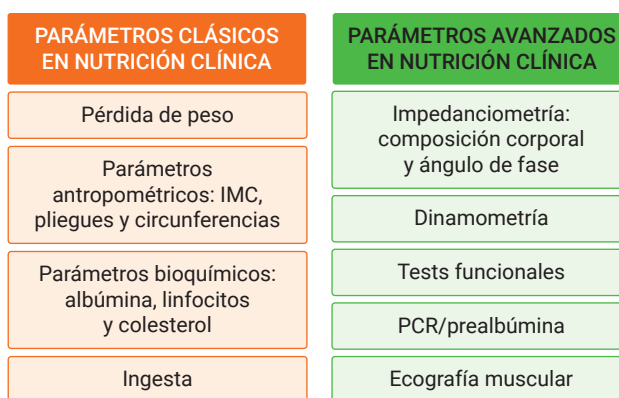 PARÁMETROS CLÁSICOS
EN NUTRICIÓN CLÍNICA
Pérdida de peso
Parámetros
antropométricos: IMC,
pliegues y circunferencias
Parámetros bioquímicos:
albúmina, linfocitos
y colesterol
Ingesta
PARÁMETROS AVANZADOS
EN NUTRICIÓN CLÍNICA
Impedanciometría:
composición corporal
y ángulo de fase
Dinamometría
Tests funcionales
PCR/prealbúmina
Ecografía muscular